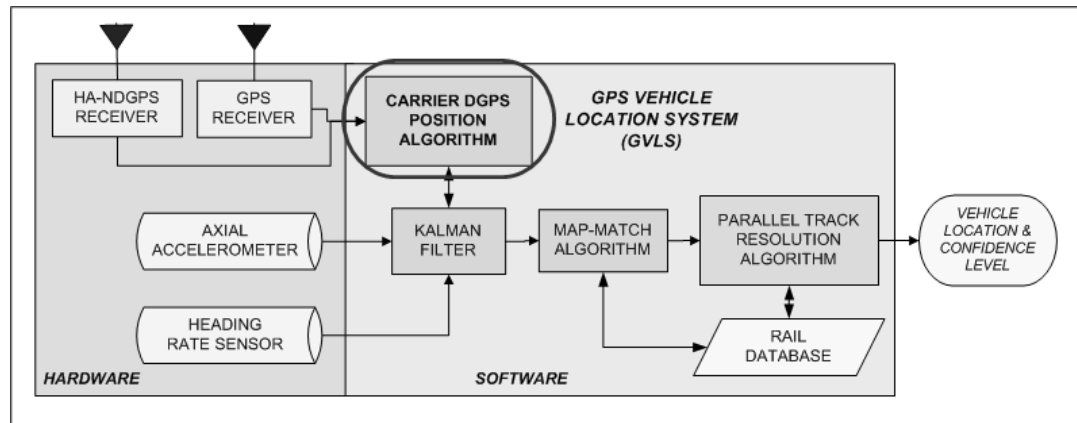 HA-NDGPS
RECEIVER
GPS
RECEIVER
CARRIER DGPS
POSITION
ALGORITHM
GPS VEHICLE
LOCATION SYSTEM
(GVLS)
AXIAL
ACCELEROMETER
KALMAN
FILTER
MAP-MATCH
ALGORITHM
PARALLEL TRACK
RESOLUTION
ALGORITHM
VEHICLE
LOCATION &
CONFIDENCE
LEVEL
HEADING
RATE SENSOR
RAIL
DATABASE
HARDWARE
SOFTWARE